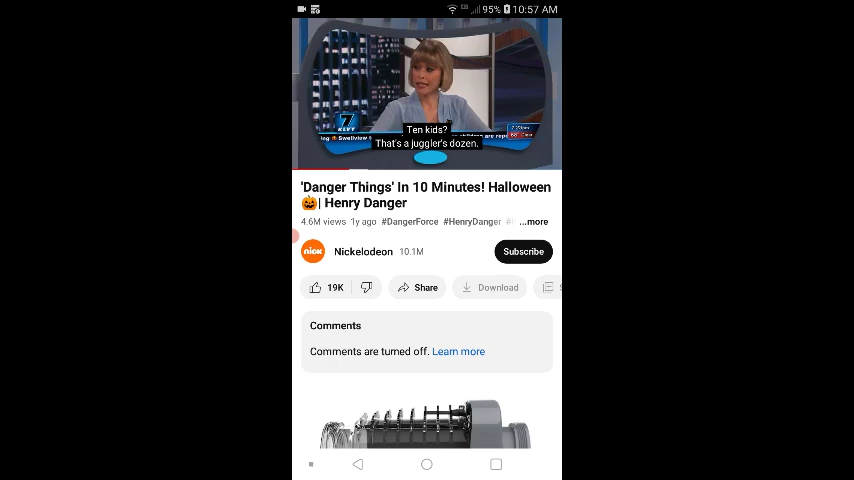 95% 10:57 AM
7
KLVY
Ten kids?
That's a juggler's dozen.
7:22pm
'Danger Things' In 10 Minutes! Halloween
🎃| Henry Danger
4.6M views 1y ago #DangerForce #HenryDanger ...more
nick Nickelodeon 10.1M Subscribe
19K Share Download
Comments
Comments are turned off. Learn more